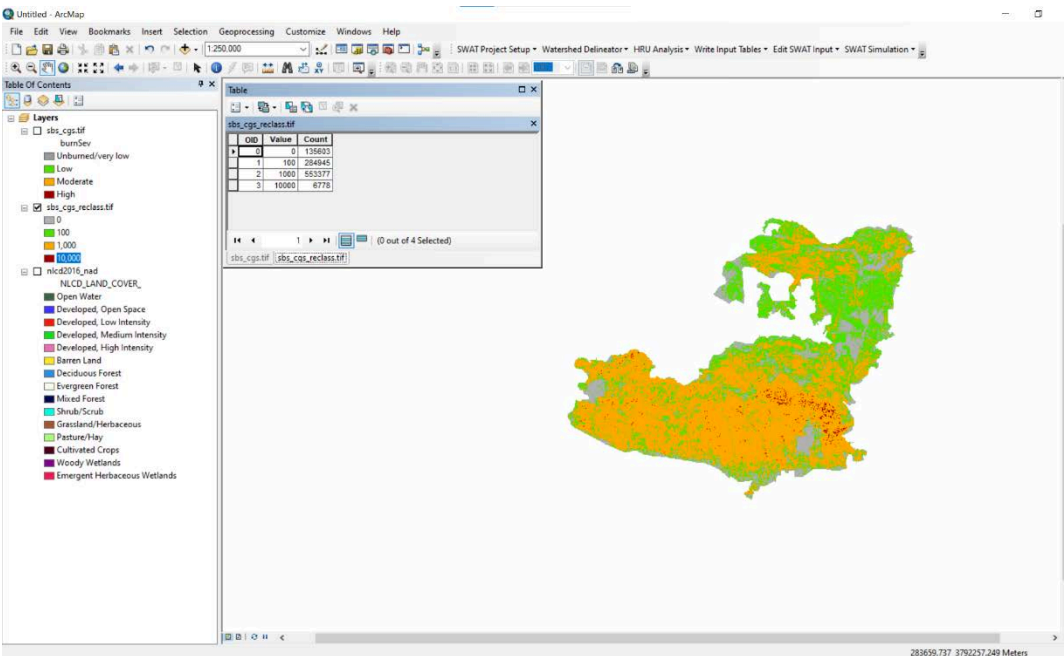 Untitled - ArcMap
File Edit View Bookmarks Insert Selection Geoprocessing Customize Windows Help
1:250,000
SWAT Project Setup Watershed Delineator HRU Analysis Write Input Tables Edit SWAT Input SWAT Simulation
Table Of Contents
Layers
sbs_cgs.tif
burnSev
Unburned/very low
Low
Moderate
High
sbs_cgs_reclass.tif
0
100
1,000
10,000
nlcd2016_nad
NLCD_LAND_COVER_
Open Water
Developed, Open Space
Developed, Low Intensity
Developed, Medium Intensity
Developed, High Intensity
Barren Land
Deciduous Forest
Evergreen Forest
Mixed Forest
Shrub/Scrub
Grassland/Herbaceous
Pasture/Hay
Cultivated Crops
Woody Wetlands
Emergent Herbaceous Wetlands
Table
sbs_cgs_reclass.tif
OID Value Count
0 0 135603
1 100 284945
2 1000 553377
3 10000 6778
1 (0 out of 4 Selected)
sbs_cgs.tif sbs_cgs_reclass.tif
283659.737 3792257.249 Meters